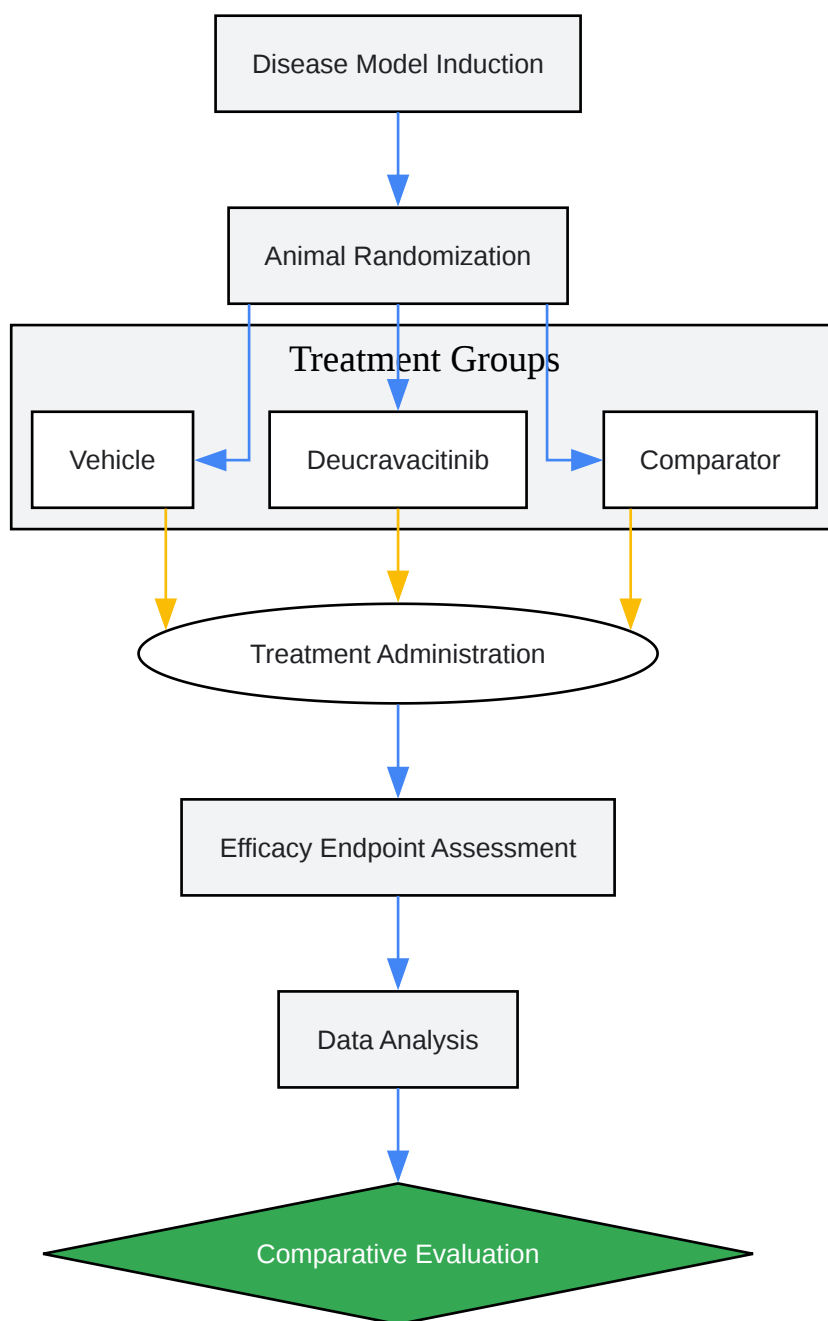 Disease Model Induction
Animal Randomization
Treatment Groups
Vehicle
Deucravacitinib
Comparator
Treatment Administration
Efficacy Endpoint Assessment
Data Analysis
Comparative Evaluation